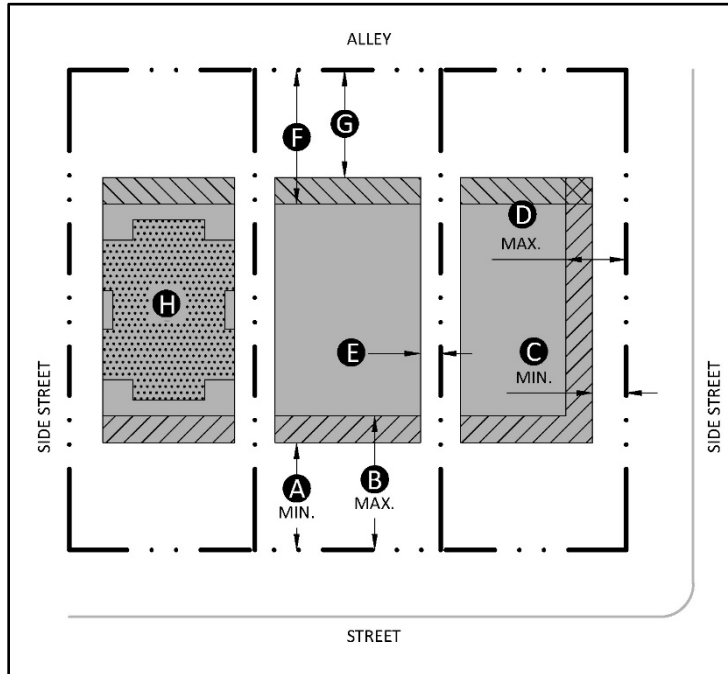 ALLEY
F
G
D
MAX.
H
E
C
MIN.
SIDE STREET
SIDE STREET
A
MIN.
B
MAX.
STREET